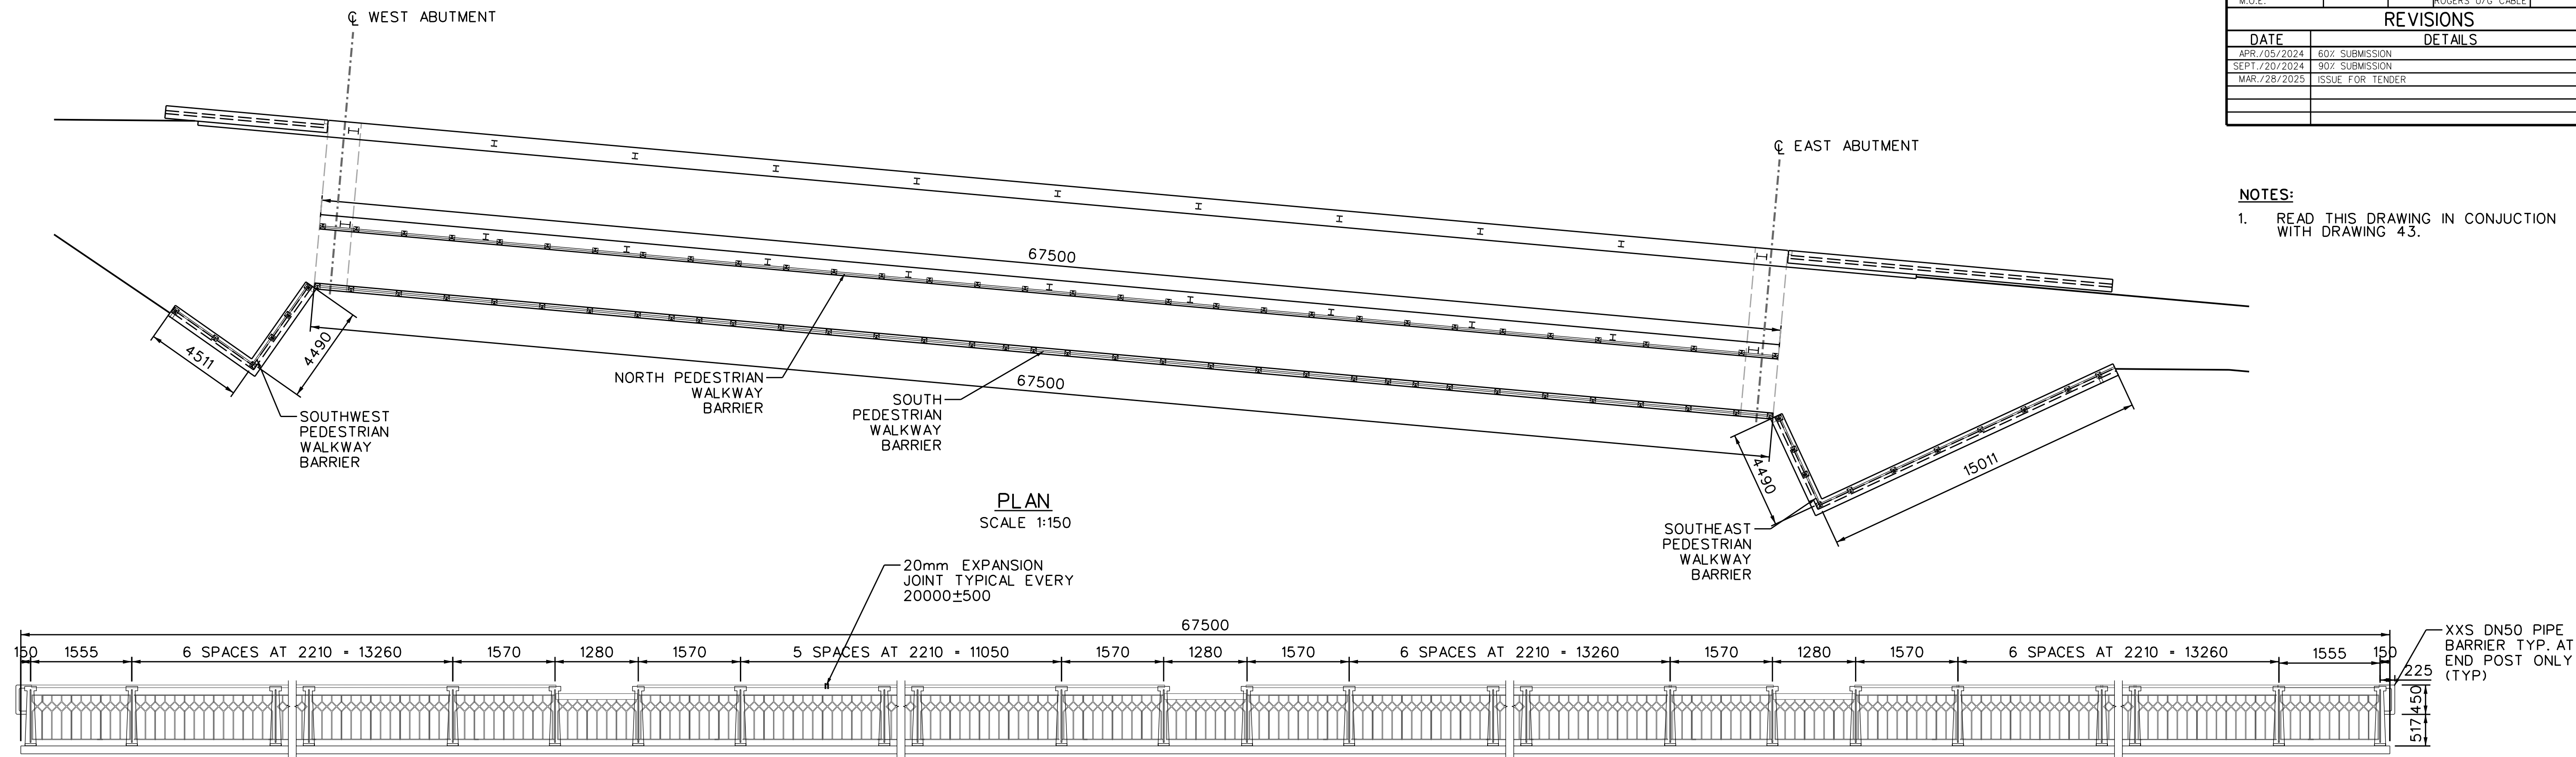 M.O.E. ROGERS U/G CABLE
REVISIONS
DATE DETAILS
APR./05/2024 60% SUBMISSION
SEPT./20/2024 90% SUBMISSION
MAR./28/2025 ISSUE FOR TENDER
NOTES:
1. READ THIS DRAWING IN CONJUCTION
WITH DRAWING 43.
℄ WEST ABUTMENT
℄ EAST ABUTMENT
67500
67500
4511
4490
SOUTHWEST
PEDESTRIAN
WALKWAY
BARRIER
NORTH PEDESTRIAN
WALKWAY
BARRIER
SOUTH
PEDESTRIAN
WALKWAY
BARRIER
4490
15011
SOUTHEAST
PEDESTRIAN
WALKWAY
BARRIER
PLAN
SCALE 1:150
20mm EXPANSION
JOINT TYPICAL EVERY
20000±500
67500
150 1555 6 SPACES AT 2210 = 13260 1570 1280 1570 5 SPACES AT 2210 = 11050 1570 1280 1570 6 SPACES AT 2210 = 13260 1570 1280 1570 6 SPACES AT 2210 = 13260 1555 150
XXS DN50 PIPE
BARRIER TYP. AT
END POST ONLY
(TYP)
225
450
517